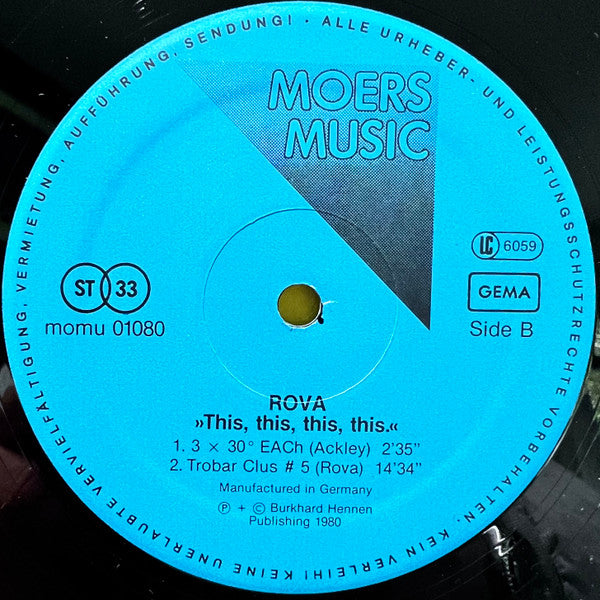 ALLE URHEBER- UND LEISTUNGSSCHUTZRECHTE VORBEHALTEN. KEIN VERLEIH! KEINE UNERLAUBTE VERVIELFÄLTIGUNG, VERMIETUNG, AUFFÜHRUNG, SENDUNG! ·
MOERS
MUSIC
LC 6059
ST 33
GEMA
momu 01080
Side B
ROVA
»This, this, this, this.«
1. 3 × 30° EACh (Ackley) 2'35"
2. Trobar Clus # 5 (Rova) 14'34"
Manufactured in Germany
Ⓟ + © Burkhard Hennen
Publishing 1980